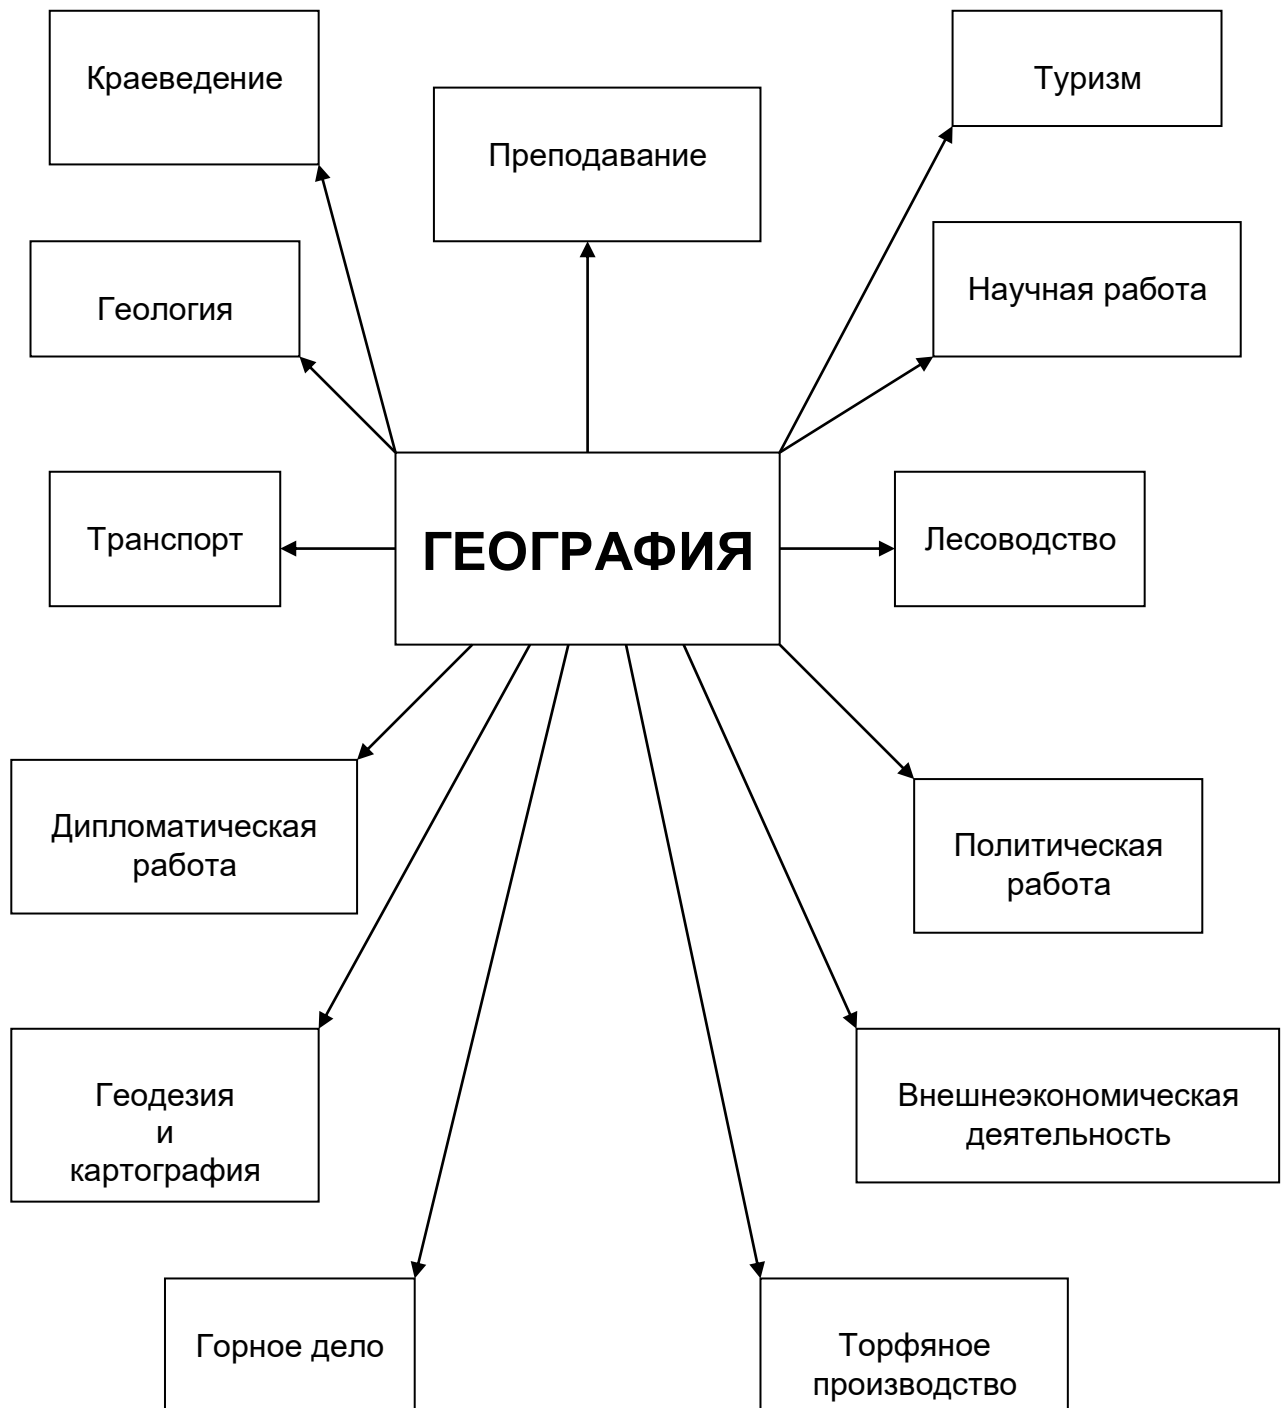 Краеведение
Туризм
Преподавание
Научная работа
Геология
Транспорт
ГЕОГРАФИЯ
Лесоводство
Дипломатическая
работа
Политическая
работа
Геодезия
и
картография
Внешнеэкономическая
деятельность
Горное дело
Торфяное
производство